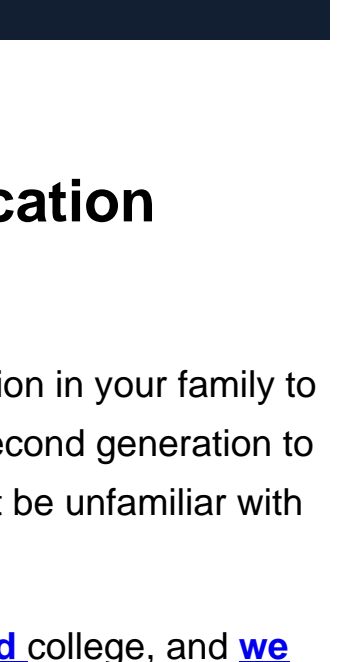 cation
ion in your family to
econd generation to
t be unfamiliar with
d college, and we